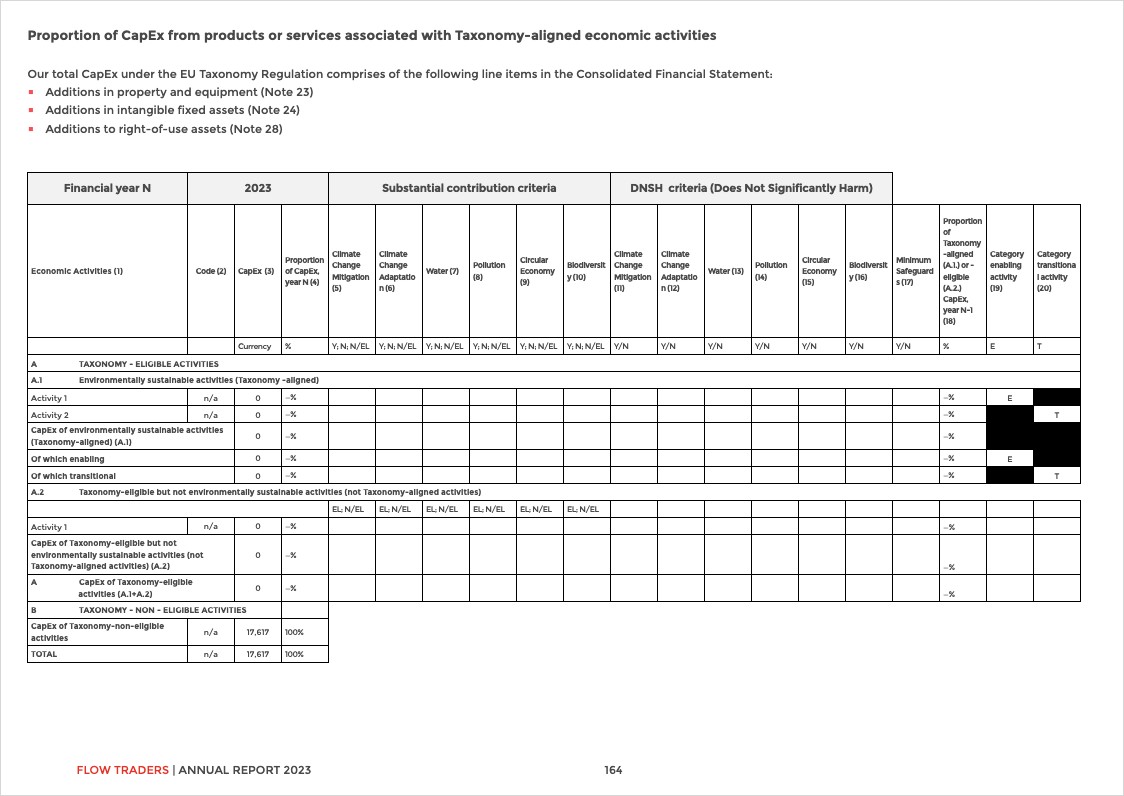 Proportion of CapEx from products or services associated with Taxonomy-aligned economic activities
Our total CapEx under the EU Taxonomy Regulation comprises of the following line items in the Consolidated Financial Statement:
▪ Additions in property and equipment (Note 23)
▪ Additions in intangible fixed assets (Note 24)
▪ Additions to right-of-use assets (Note 28)
Financial year N 2023 Substantial contribution criteria DNSH criteria (Does Not Significantly Harm)
Economic Activities (1)
Code (2)
CapEx (3)
Proportion
of CapEx,
year N (4)
Climate
Change
Mitigation
(5)
Climate
Change
Adaptatio
n (6)
Water (7)
Pollution
(8)
Circular
Economy
(9)
Biodiversit
y (10)
Climate
Change
Mitigation
(11)
Climate
Change
Adaptatio
n (12)
Water (13)
Pollution
(14)
Circular
Economy
(15)
Biodiversit
y (16)
Minimum
Safeguard
s (17)
Proportion
of
Taxonomy
-aligned
(A.1.) or -
eligible
(A.2.)
CapEx,
year N-1
(18)
Category
enabling
activity
(19)
Category
transitiona
l activity
(20)
Currency % Y; N; N/EL Y; N; N/EL Y; N; N/EL Y; N; N/EL Y; N; N/EL Y; N; N/EL Y/N Y/N Y/N Y/N Y/N Y/N Y/N % E T
A TAXONOMY - ELIGIBLE ACTIVITIES
A.1 Environmentally sustainable activities (Taxonomy -aligned)
Activity 1 n/a 0 –% –% E
Activity 2 n/a 0 –% –% T
CapEx of environmentally sustainable activities
(Taxonomy-aligned) (A.1) 0 –% –%
Of which enabling 0 –% –% E
Of which transitional 0 –% –% T
A.2 Taxonomy-eligible but not environmentally sustainable activities (not Taxonomy-aligned activities)
EL; N/EL EL; N/EL EL; N/EL EL; N/EL EL; N/EL EL; N/EL
Activity 1 n/a 0 –% –%
CapEx of Taxonomy-eligible but not
environmentally sustainable activities (not
Taxonomy-aligned activities) (A.2) 0 –% –%
A CapEx of Taxonomy-eligible
activities (A.1+A.2) 0 –% –%
B TAXONOMY - NON - ELIGIBLE ACTIVITIES
CapEx of Taxonomy-non-eligible
activities n/a 17,617 100%
TOTAL n/a 17,617 100%
FLOW TRADERS | ANNUAL REPORT 2023 164